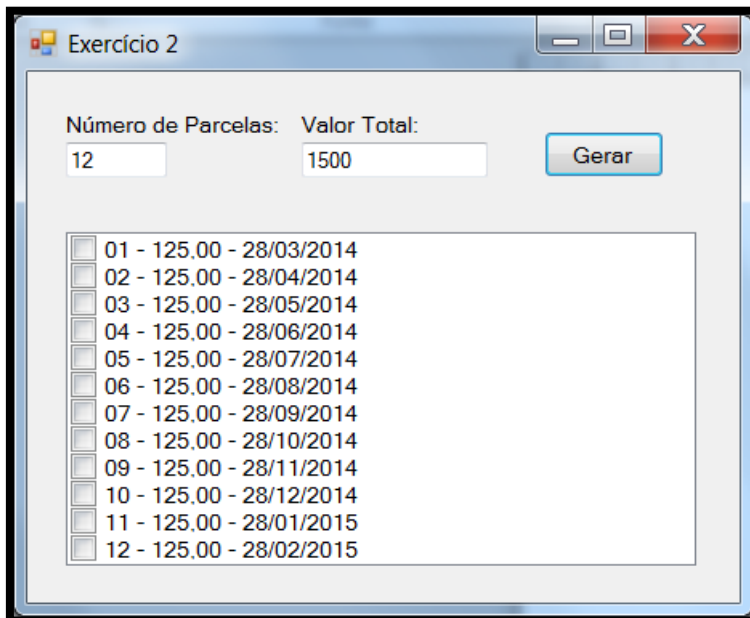 Exercício 2
Número de Parcelas: Valor Total:
12 1500 Gerar
01 - 125,00 - 28/03/2014
02 - 125,00 - 28/04/2014
03 - 125,00 - 28/05/2014
04 - 125,00 - 28/06/2014
05 - 125,00 - 28/07/2014
06 - 125,00 - 28/08/2014
07 - 125,00 - 28/09/2014
08 - 125,00 - 28/10/2014
09 - 125,00 - 28/11/2014
10 - 125,00 - 28/12/2014
11 - 125,00 - 28/01/2015
12 - 125,00 - 28/02/2015